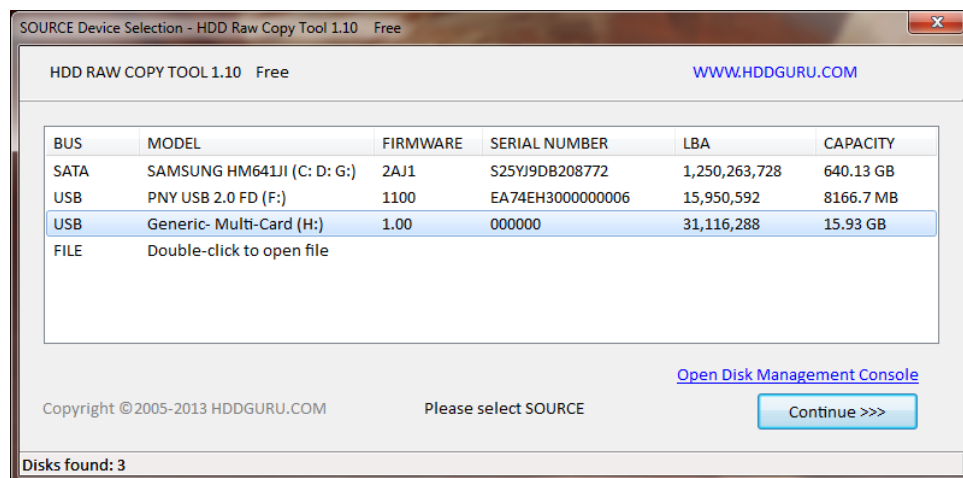 SOURCE Device Selection - HDD Raw Copy Tool 1.10 Free
HDD RAW COPY TOOL 1.10 Free WWW.HDDGURU.COM
BUS MODEL FIRMWARE SERIAL NUMBER LBA CAPACITY
SATA SAMSUNG HM641JI (C: D: G:) 2AJ1 S25YJ9DB208772 1,250,263,728 640.13 GB
USB PNY USB 2.0 FD (F:) 1100 EA74EH3000000006 15,950,592 8166.7 MB
USB Generic- Multi-Card (H:) 1.00 000000 31,116,288 15.93 GB
FILE Double-click to open file
Open Disk Management Console
Copyright ©2005-2013 HDDGURU.COM Please select SOURCE Continue >>>
Disks found: 3